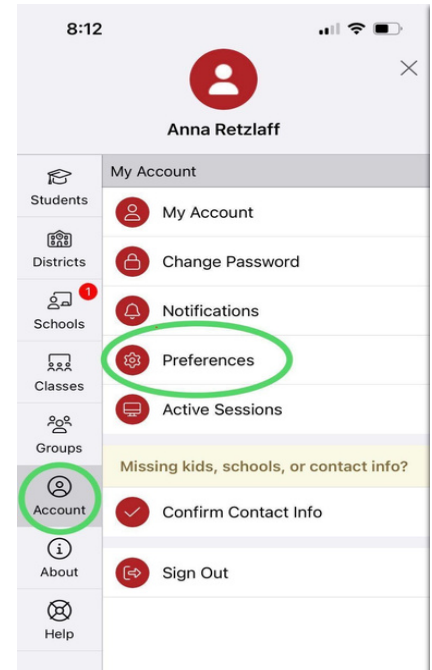 8:12
Anna Retzlaff
My Account
Students
My Account
Districts
Change Password
1
Schools
Notifications
Classes
Preferences
Groups
Active Sessions
Missing kids, schools, or contact info?
Account
Confirm Contact Info
About
Sign Out
Help